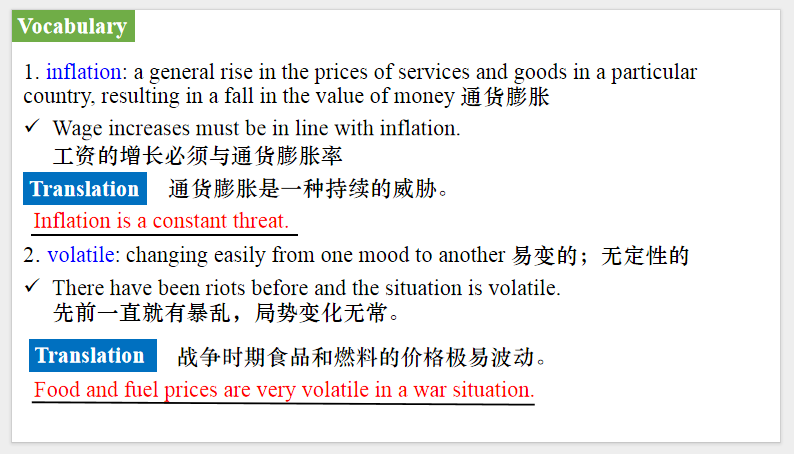 Vocabulary
1. inflation: a general rise in the prices of services and goods in a particular
country, resulting in a fall in the value of money 通货膨胀
✓ Wage increases must be in line with inflation.
工资的增长必须与通货膨胀率
Translation 通货膨胀是一种持续的威胁。
Inflation is a constant threat.
2. volatile: changing easily from one mood to another 易变的；无定性的
✓ There have been riots before and the situation is volatile.
先前一直就有暴乱，局势变化无常。
Translation 战争时期食品和燃料的价格极易波动。
Food and fuel prices are very volatile in a war situation.